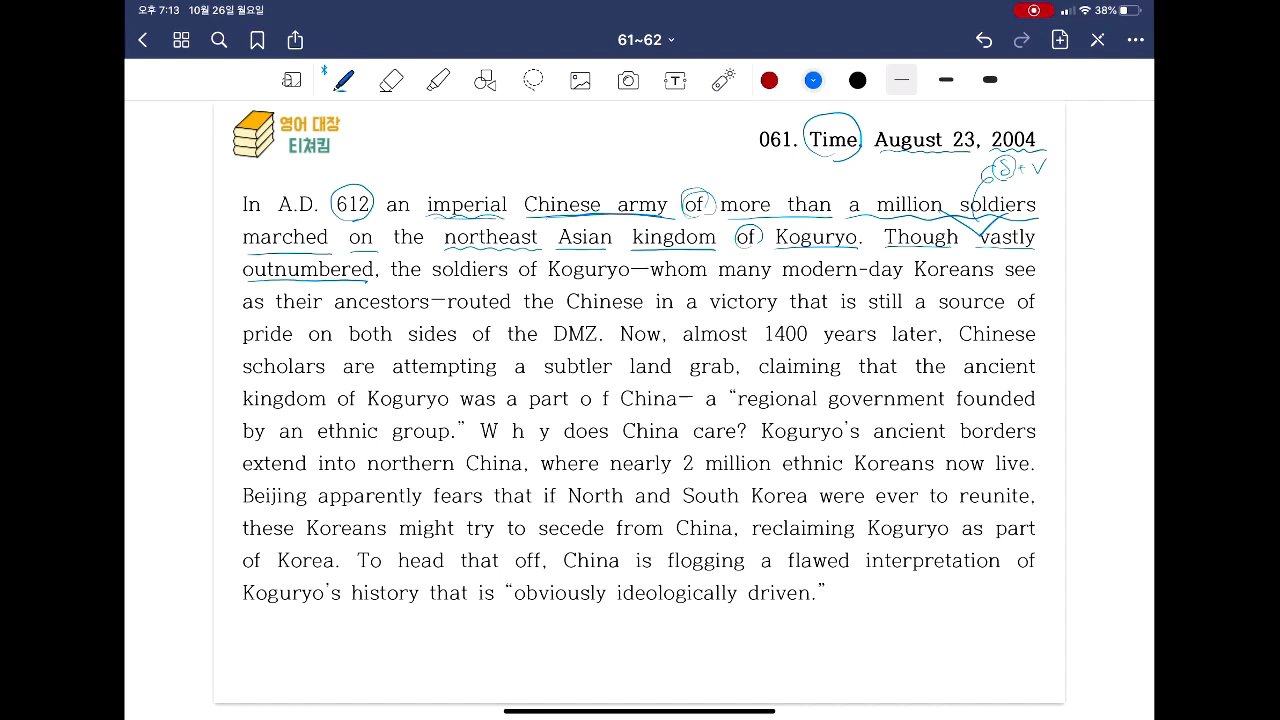 오후 7:13 10월 26일 월요일
38%
61~62
T
영어 대장
티쳐킴
061. Time, August 23, 2004
S + V
In A.D. 612 an imperial Chinese army of more than a million soldiers
marched on the northeast Asian kingdom of Koguryo. Though vastly
outnumbered, the soldiers of Koguryo—whom many modern-day Koreans see
as their ancestors—routed the Chinese in a victory that is still a source of
pride on both sides of the DMZ. Now, almost 1400 years later, Chinese
scholars are attempting a subtler land grab, claiming that the ancient
kingdom of Koguryo was a part o f China— a “regional government founded
by an ethnic group.” W h y does China care? Koguryo's ancient borders
extend into northern China, where nearly 2 million ethnic Koreans now live.
Beijing apparently fears that if North and South Korea were ever to reunite,
these Koreans might try to secede from China, reclaiming Koguryo as part
of Korea. To head that off, China is flogging a flawed interpretation of
Koguryo's history that is “obviously ideologically driven.”